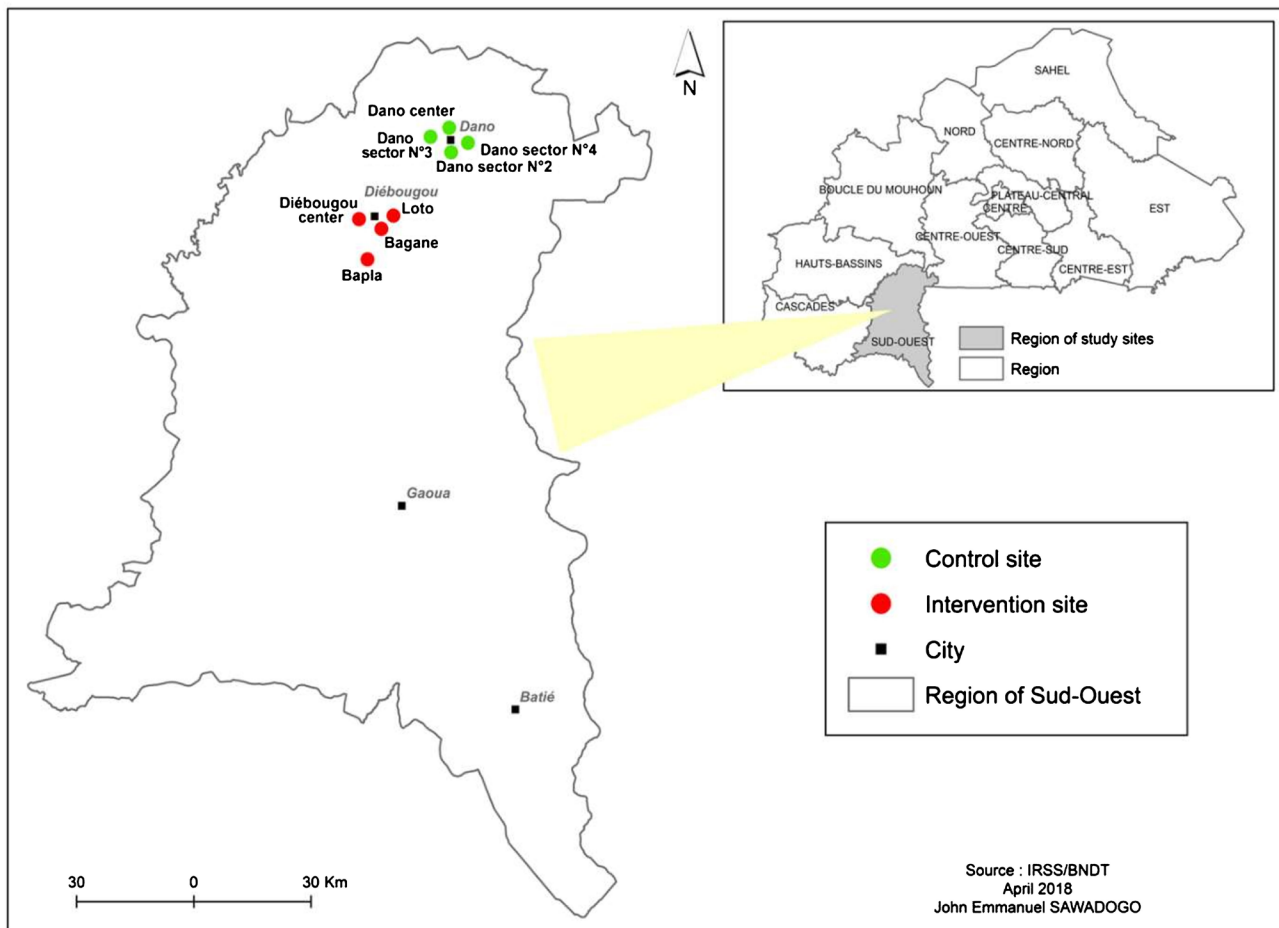 Dano center
Dano
Dano
sector N°3
Dano sector N°4
Dano sector N°2
Diébougou
Diébougou
center
Loto
Bagane
Bapla
Gaoua
Batié
30 0 30 Km
N
SAHEL
NORD
CENTRE-NORD
BOUCLE DU MOUHOUN
PLATEAU-CENTRAL
CENTRE
EST
CENTRE-OUEST
CENTRE-SUD
HAUTS-BASSINS
CENTRE-EST
CASCADES
SUD-OUEST
Region of study sites
Region
Control site
Intervention site
City
Region of Sud-Ouest
Source : IRSS/BNDT
April 2018
John Emmanuel SAWADOGO